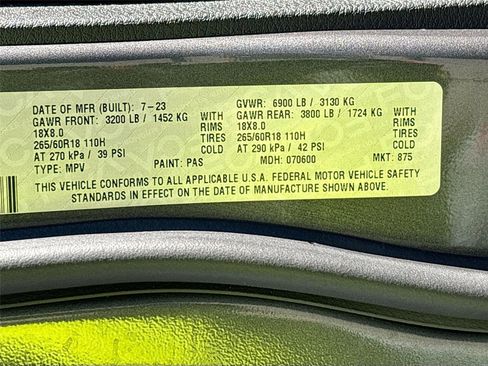 DATE OF MFR (BUILT): 7-23 GVWR: 6900 LB / 3130 KG
GAWR FRONT: 3200 LB / 1452 KG WITH GAWR REAR: 3800 LB / 1724 KG WITH
18X8.0 RIMS 18X8.0 RIMS
265/60R18 110H 265/60R18 110H
AT 270 kPa / 39 PSI COLD AT 290 kPa / 42 PSI COLD
TYPE: MPV PAINT: PAS MDH: 070600 MKT: 875
THIS VEHICLE CONFORMS TO ALL APPLICABLE U.S.A. FEDERAL MOTOR VEHICLE SAFETY
STANDARDS IN EFFECT ON THE DATE OF MANUFACTURE SHOWN ABOVE.